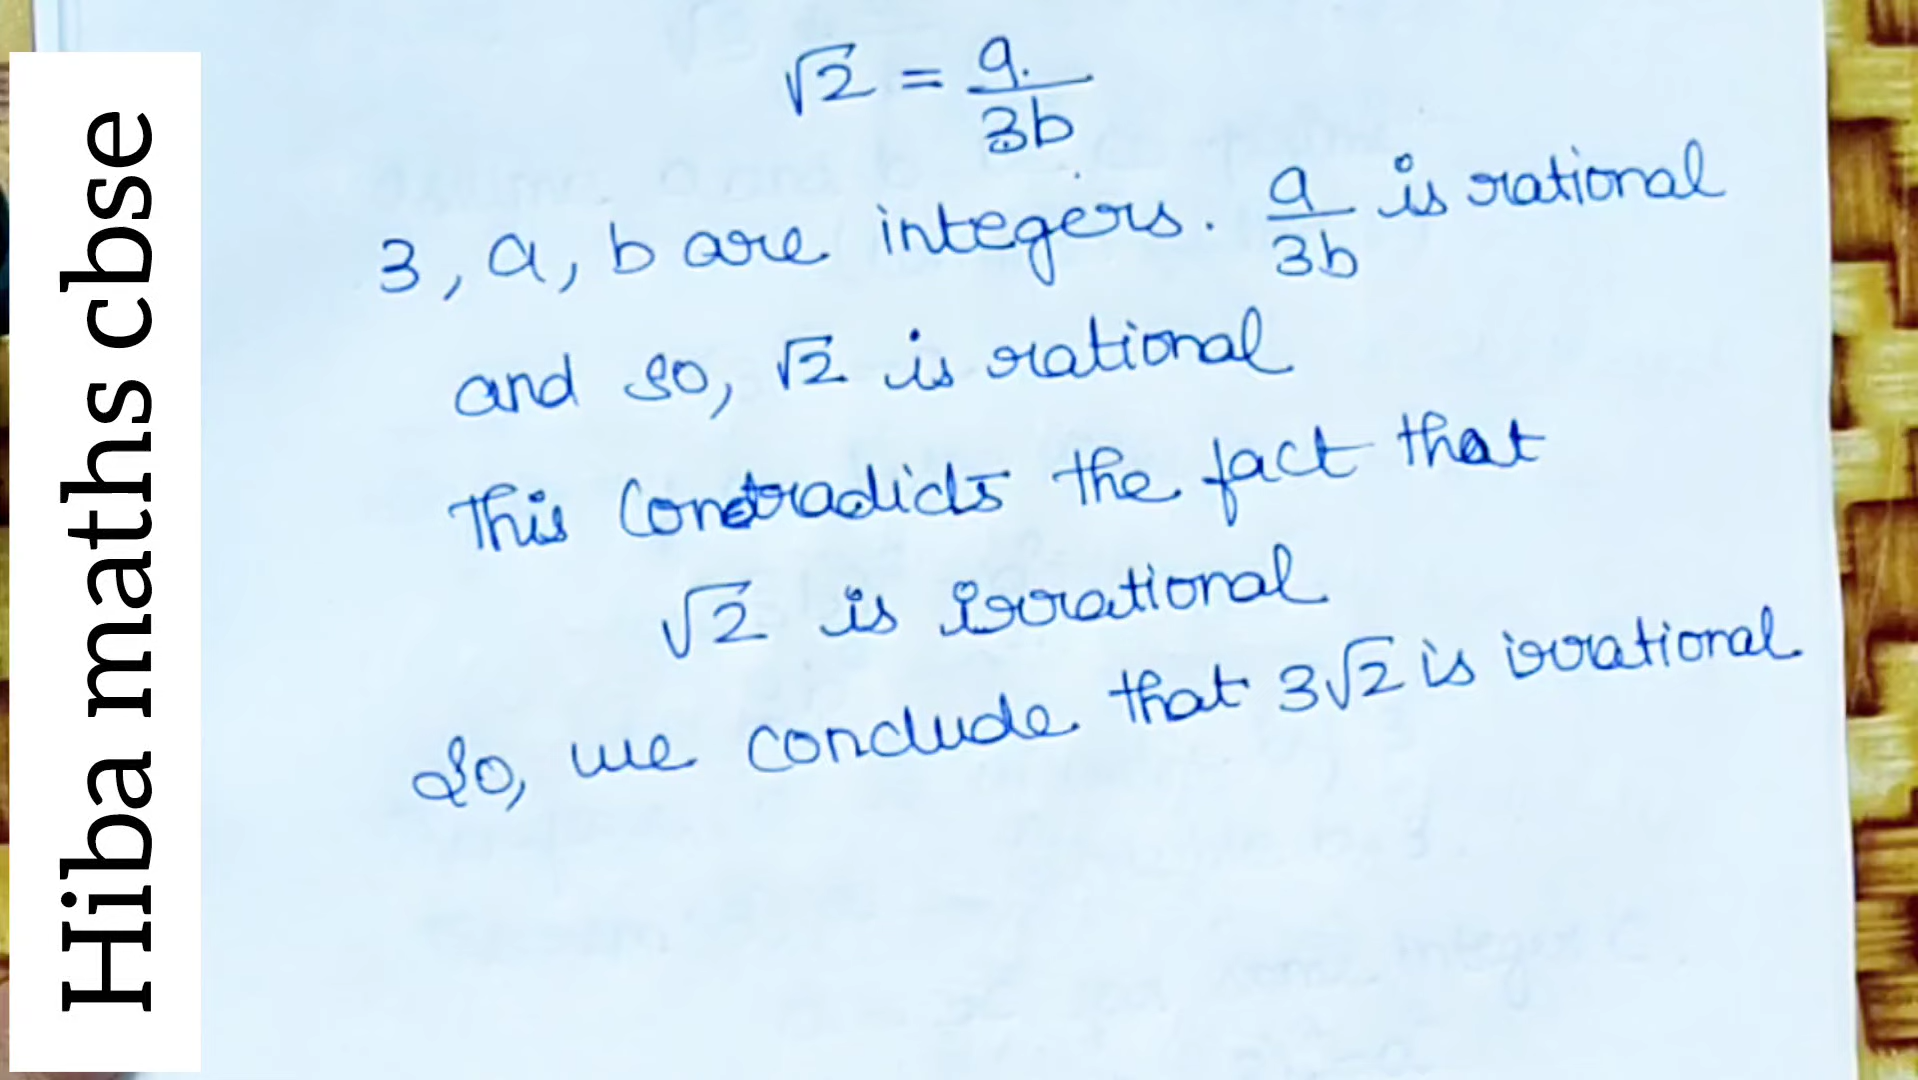 Hiba maths cbse
√2 = a/3b
3, a, b are integers. a/3b is rational
and so, √2 is rational
This contradicts the fact that
√2 is irrational
So, we conclude that 3√2 is irrational